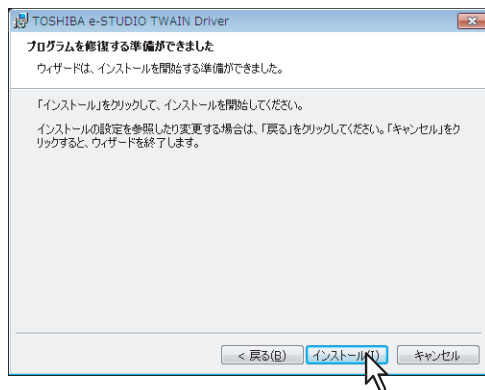 TOSHIBA e-STUDIO TWAIN Driver
プログラムを修復する準備ができました
ウィザードは、インストールを開始する準備ができました。
「インストール」をクリックして、インストールを開始してください。
インストールの設定を参照したり変更する場合は、「戻る」をクリックしてください。「キャンセル」をク
リックすると、ウィザードを終了します。
< 戻る(B) インストール(I) キャンセル